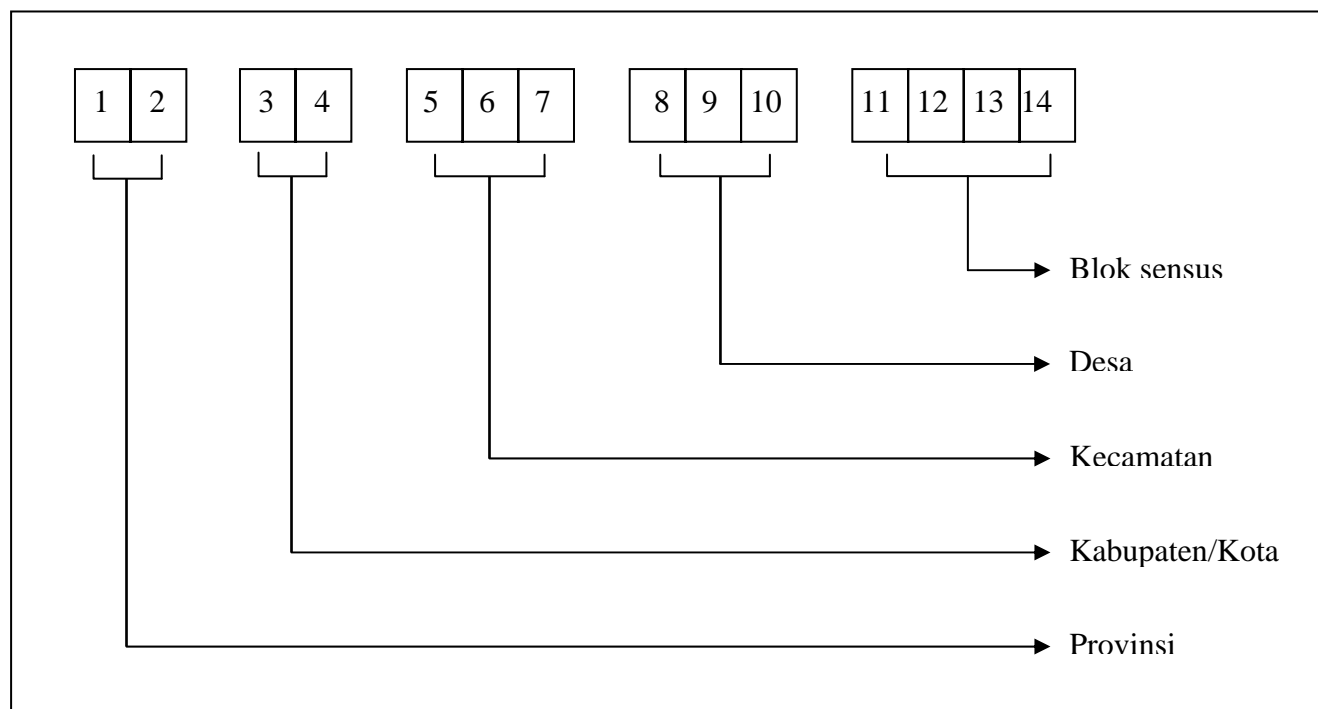 1 2 3 4 5 6 7 8 9 10 11 12 13 14
Blok sensus
Desa
Kecamatan
Kabupaten/Kota
Provinsi